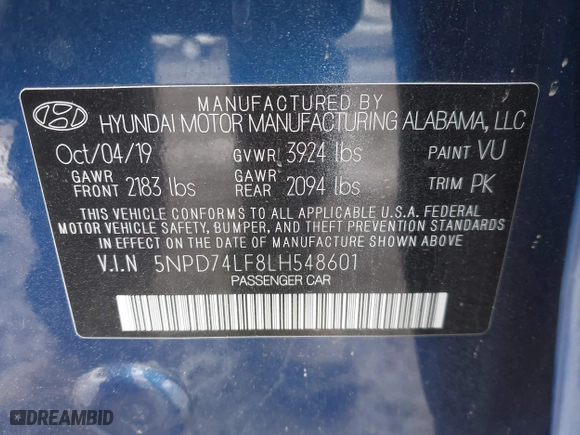 MANUFACTURED BY
HYUNDAI MOTOR MANUFACTURING ALABAMA, LLC
Oct/04/19 GVWR 3924 lbs PAINT VU
GAWR FRONT 2183 lbs GAWR REAR 2094 lbs TRIM PK
THIS VEHICLE CONFORMS TO ALL APPLICABLE U.S.A. FEDERAL
MOTOR VEHICLE SAFETY, BUMPER, AND THEFT PREVENTION STANDARDS
IN EFFECT ON THE DATE OF MANUFACTURE SHOWN ABOVE.
V.I.N 5NPD74LF8LH548601
PASSENGER CAR
DREAMBID